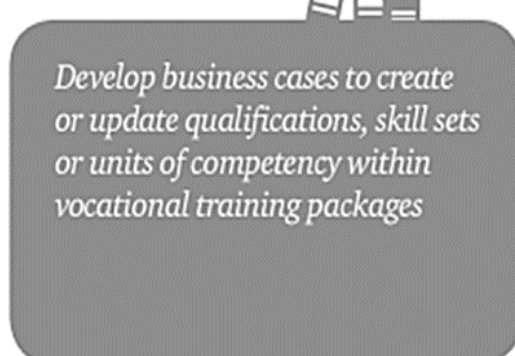 Develop business cases to create
or update qualifications, skill sets
or units of competency within
vocational training packages